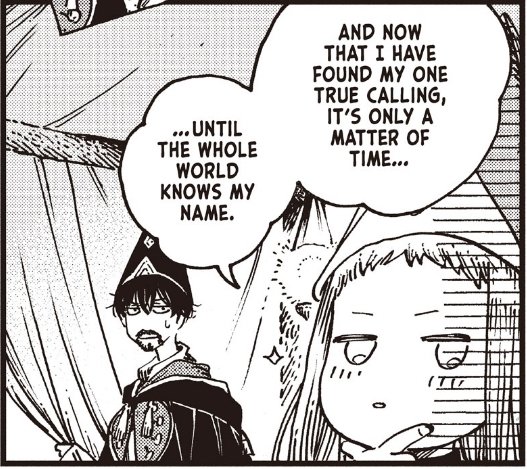 AND NOW
THAT I HAVE
FOUND MY ONE
TRUE CALLING,
IT'S ONLY A
MATTER OF
TIME...
...UNTIL
THE WHOLE
WORLD
KNOWS MY
NAME.